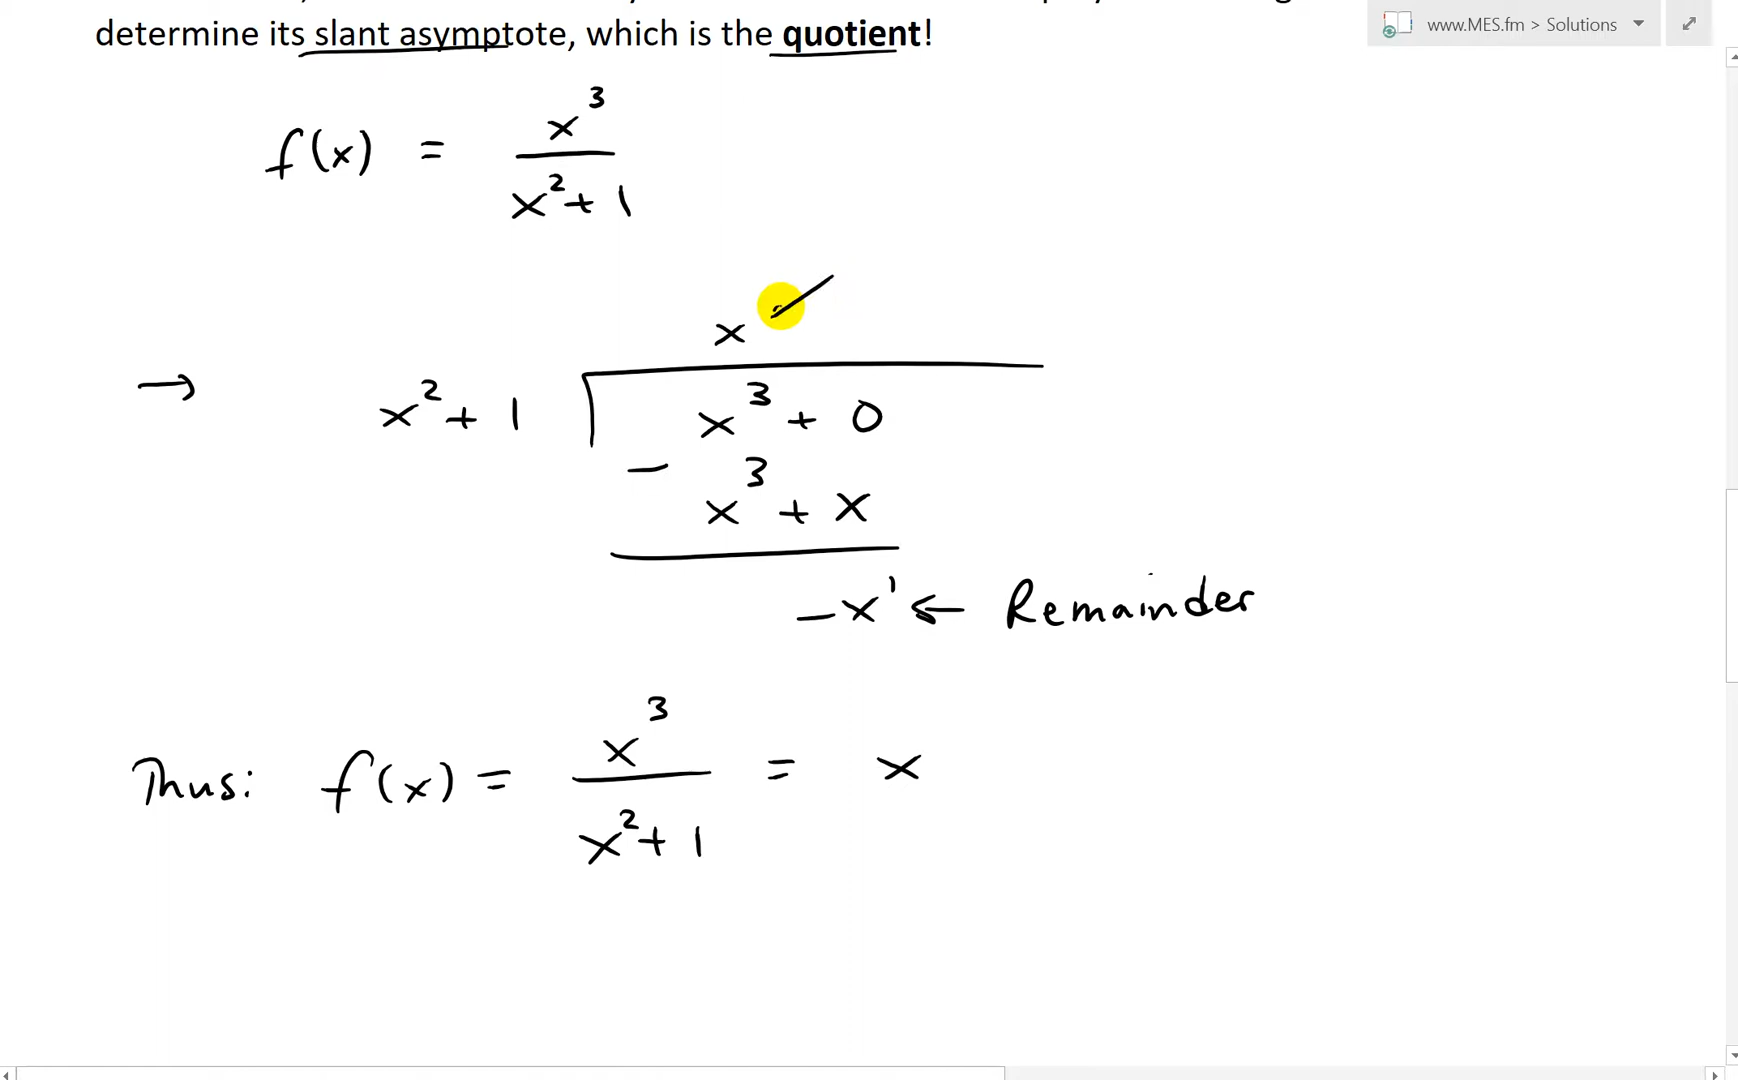 determine its slant asymptote, which is the quotient!
www.MES.fm > Solutions
f(x) = x³ / x² + 1
x
→ x² + 1 x³ + 0
− x³ + x
−x¹ ← Remainder
Thus: f(x) = x³ / x² + 1 = x